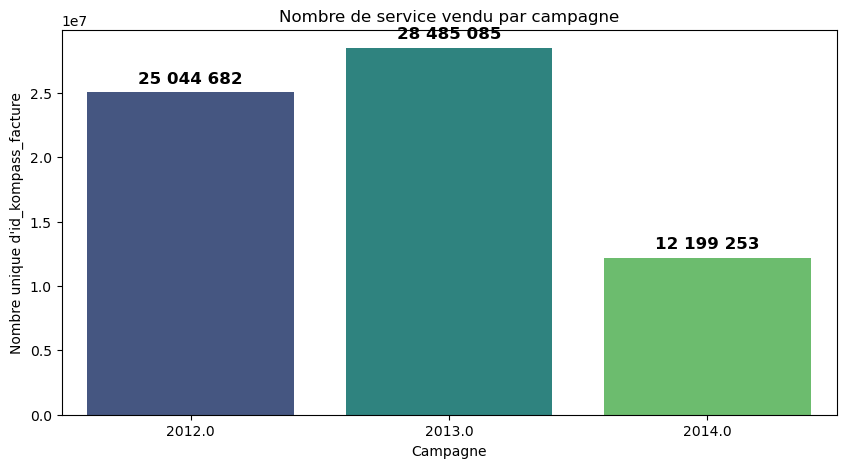 Nombre de service vendu par campagne
1e7
28 485 085
25 044 682
12 199 253
2.5
2.0
1.5
1.0
0.5
0.0
Nombre unique d'id_kompass_facture
2012.0
2013.0
2014.0
Campagne